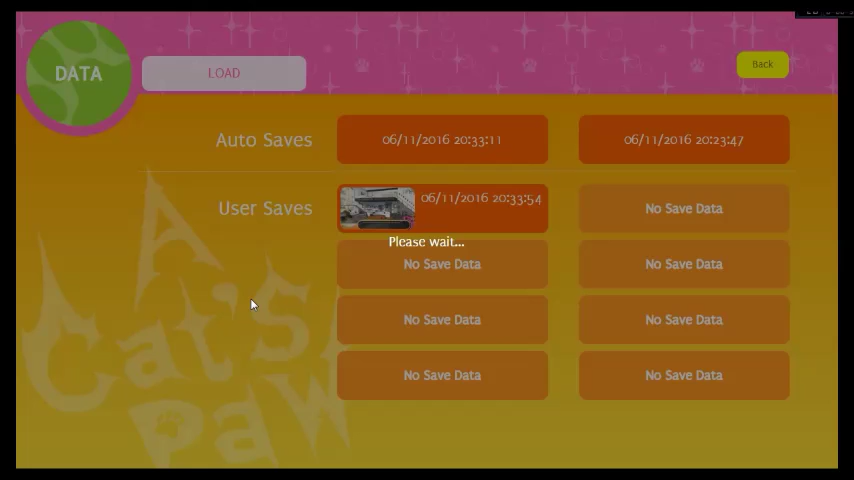 DATA
LOAD
Back
Auto Saves
06/11/2016 20:33:11
06/11/2016 20:23:47
User Saves
06/11/2016 20:33:54
No Save Data
Please wait...
No Save Data
No Save Data
No Save Data
No Save Data
No Save Data
No Save Data
A
Cat's
Paw